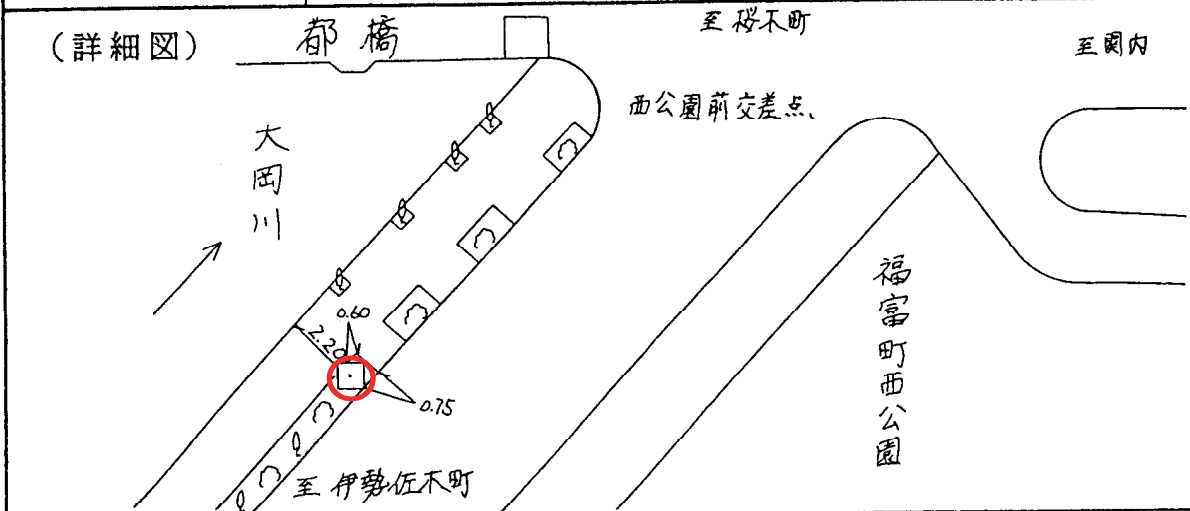 (詳細図)
都橋
至桜木町
至関内
西公園前交差点
大岡川
0.60
2.20
0.75
福富町西公園
至伊勢佐木町